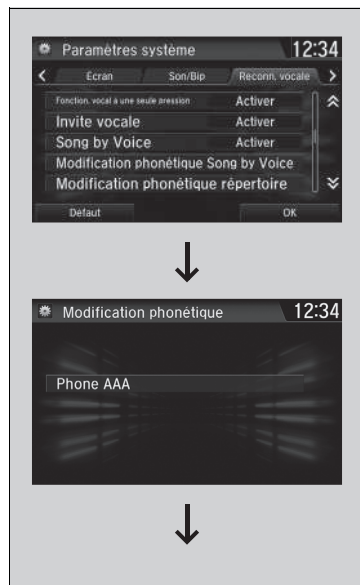 Paramètres système 12:34
Écran Son/Bip Reconn. vocale
Fonction. vocal à une seule pression Activer
Invite vocale Activer
Song by Voice Activer
Modification phonétique Song by Voice
Modification phonétique répertoire
Défaut OK
Modification phonétique 12:34
Phone AAA